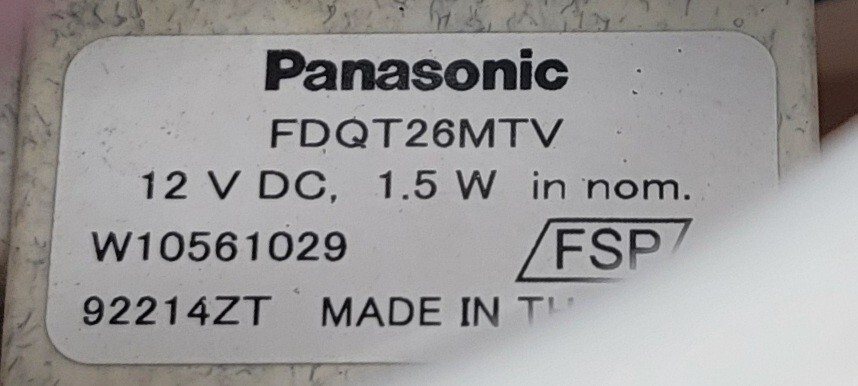 Panasonic
FDQT26MTV
12 V DC, 1.5 W in nom.
W10561029 FSP
92214ZT MADE IN